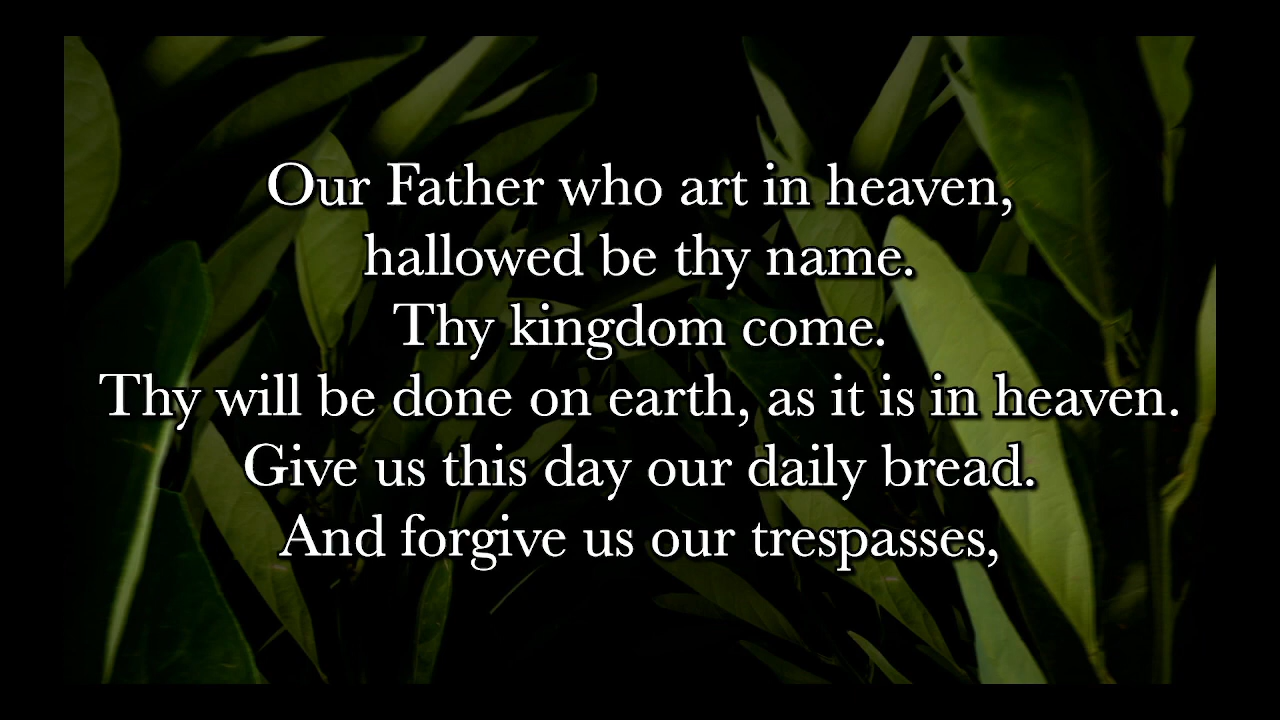 Our Father who art in heaven,
hallowed be thy name.
Thy kingdom come.
Thy will be done on earth, as it is in heaven.
Give us this day our daily bread.
And forgive us our trespasses,